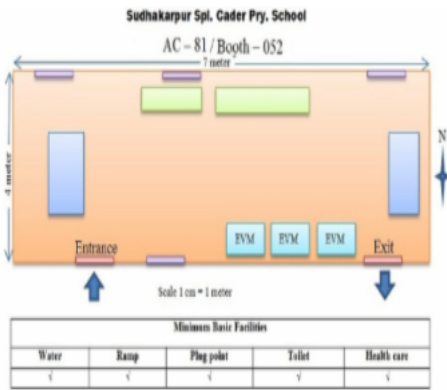 Sudhakarpur Spl. Cader Pry. School
AC – 81 / Booth – 052
7 meter
4 meter
N
EVM EVM EVM
Entrance Exit
Scale 1 cm = 1 meter
Minimum Basic Facilities
Water Ramp Plug point Toilet Health care
√ √ √ √ √